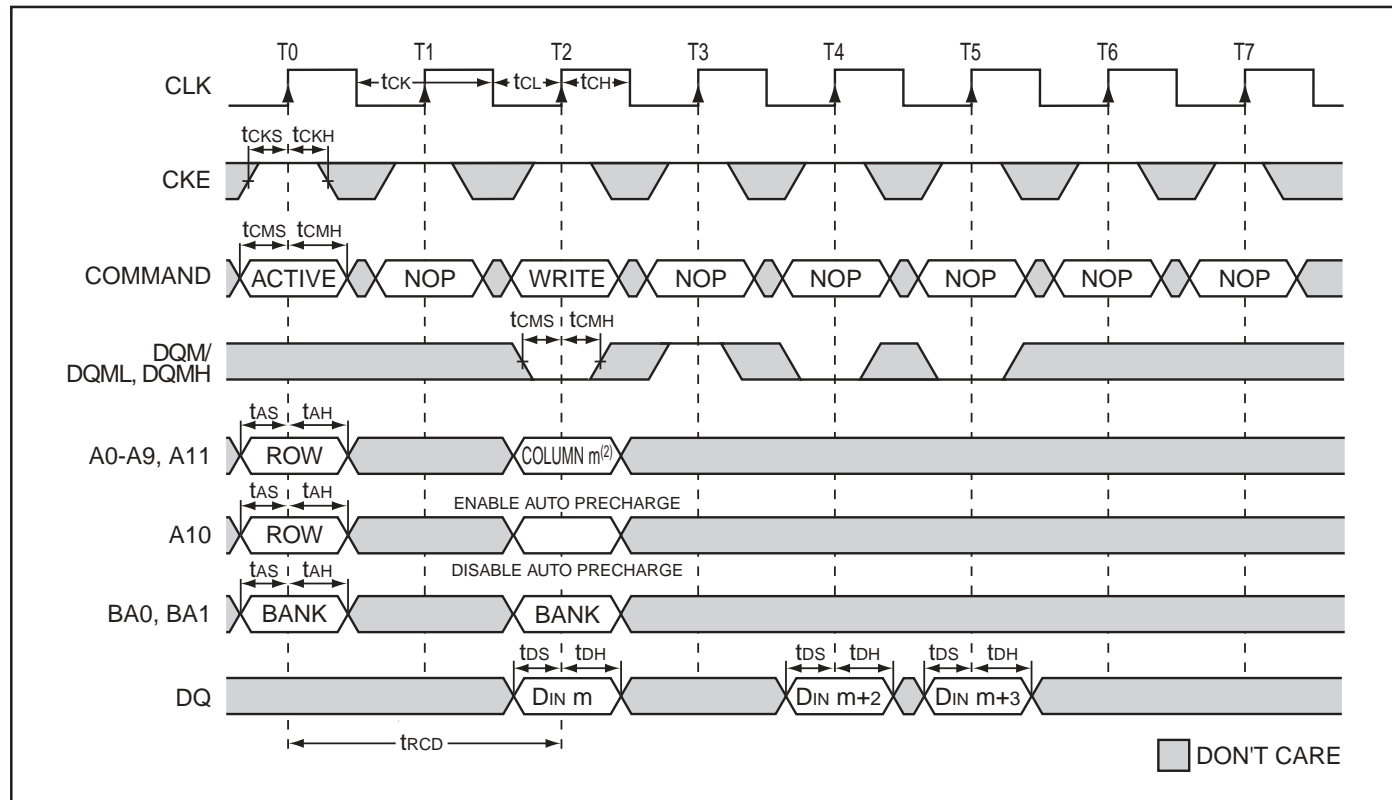 T0 T1 T2 T3 T4 T5 T6 T7
CLK tCK tCL tCH
tCKS tCKH
CKE
tCMS tCMH
COMMAND ACTIVE NOP WRITE NOP NOP NOP NOP NOP
tCMS tCMH
DQM/
DQML, DQMH
tAS tAH
A0-A9, A11 ROW COLUMN m(2)
tAS tAH ENABLE AUTO PRECHARGE
A10 ROW
tAS tAH DISABLE AUTO PRECHARGE
BA0, BA1 BANK BANK
tDS tDH tDS tDH tDS tDH
DQ DIN m DIN m+2 DIN m+3
tRCD
DON'T CARE